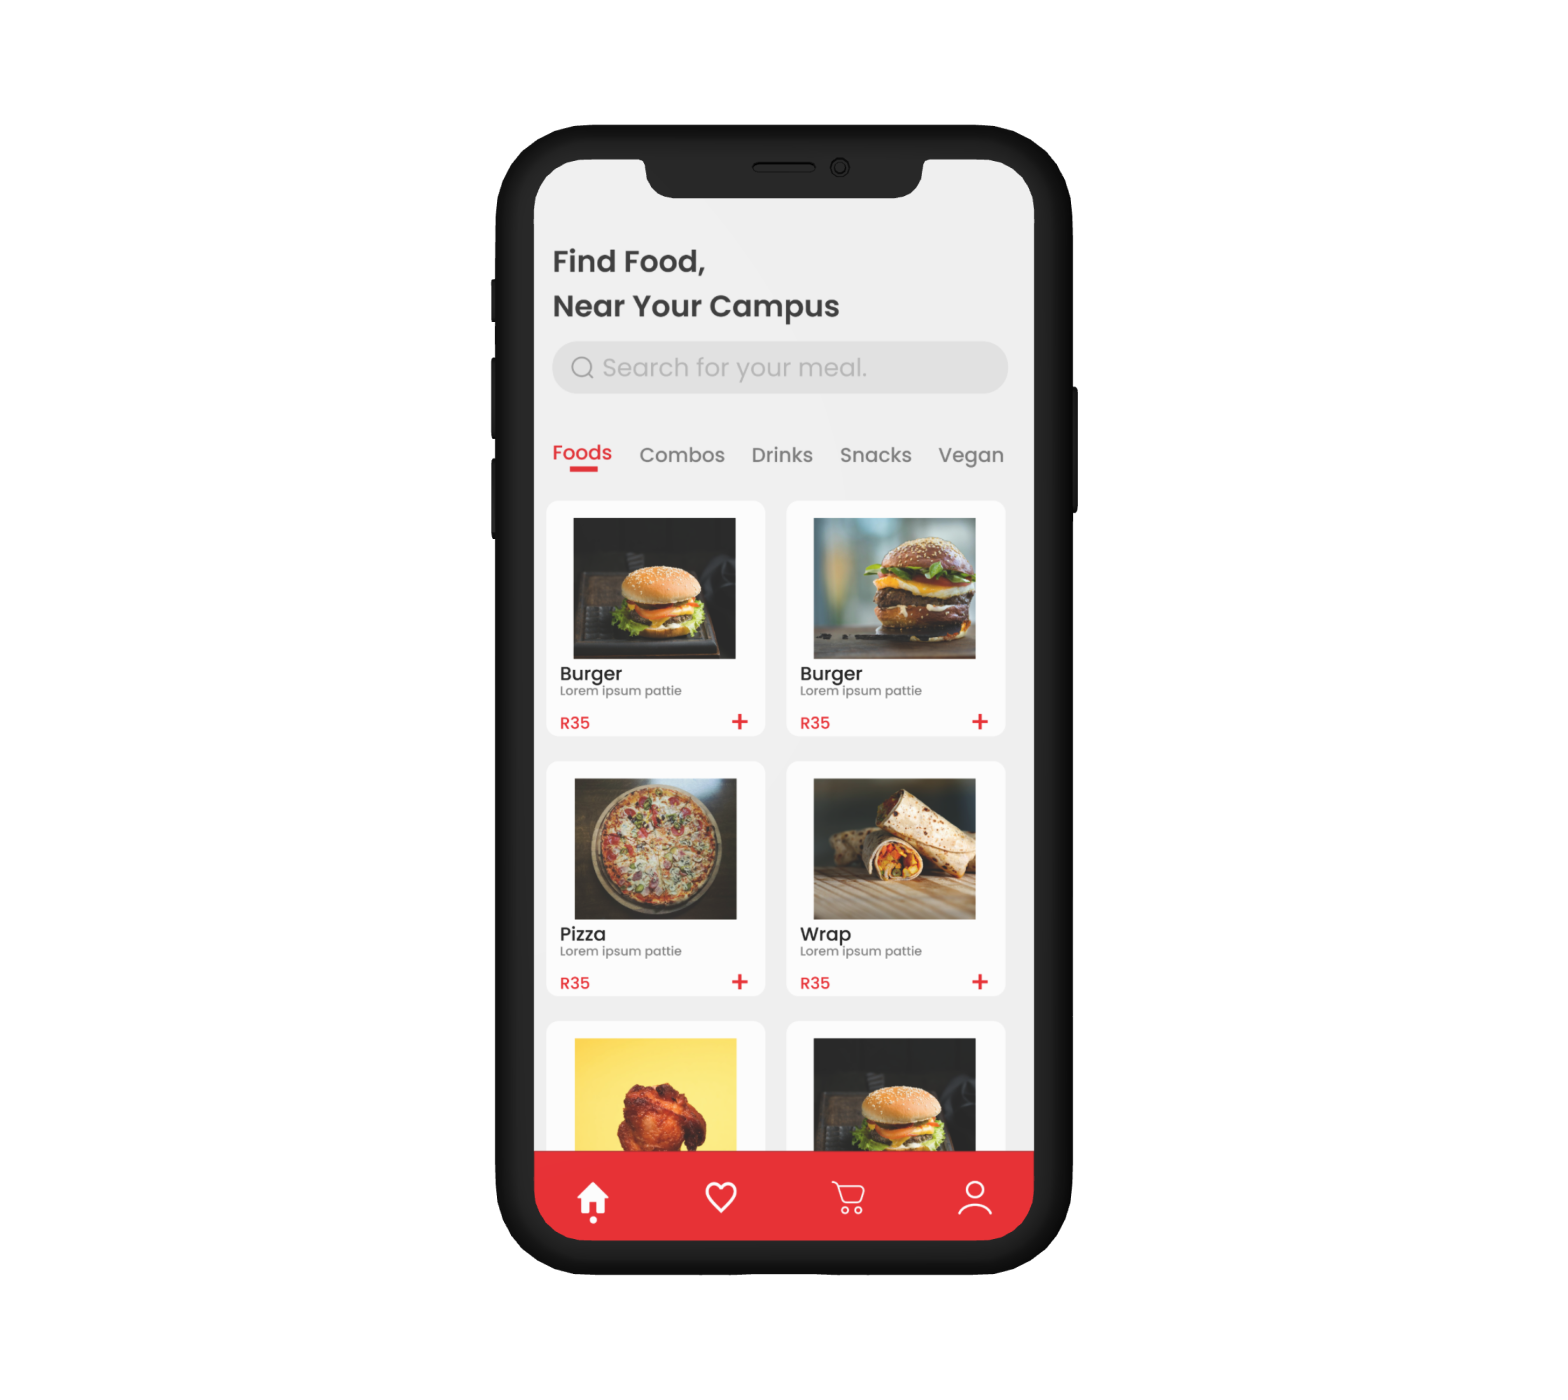 Find Food,
Near Your Campus
Search for your meal.
Foods Combos Drinks Snacks Vegan
Burger
Lorem ipsum pattie
R35 +
Burger
Lorem ipsum pattie
R35 +
Pizza
Lorem ipsum pattie
R35 +
Wrap
Lorem ipsum pattie
R35 +